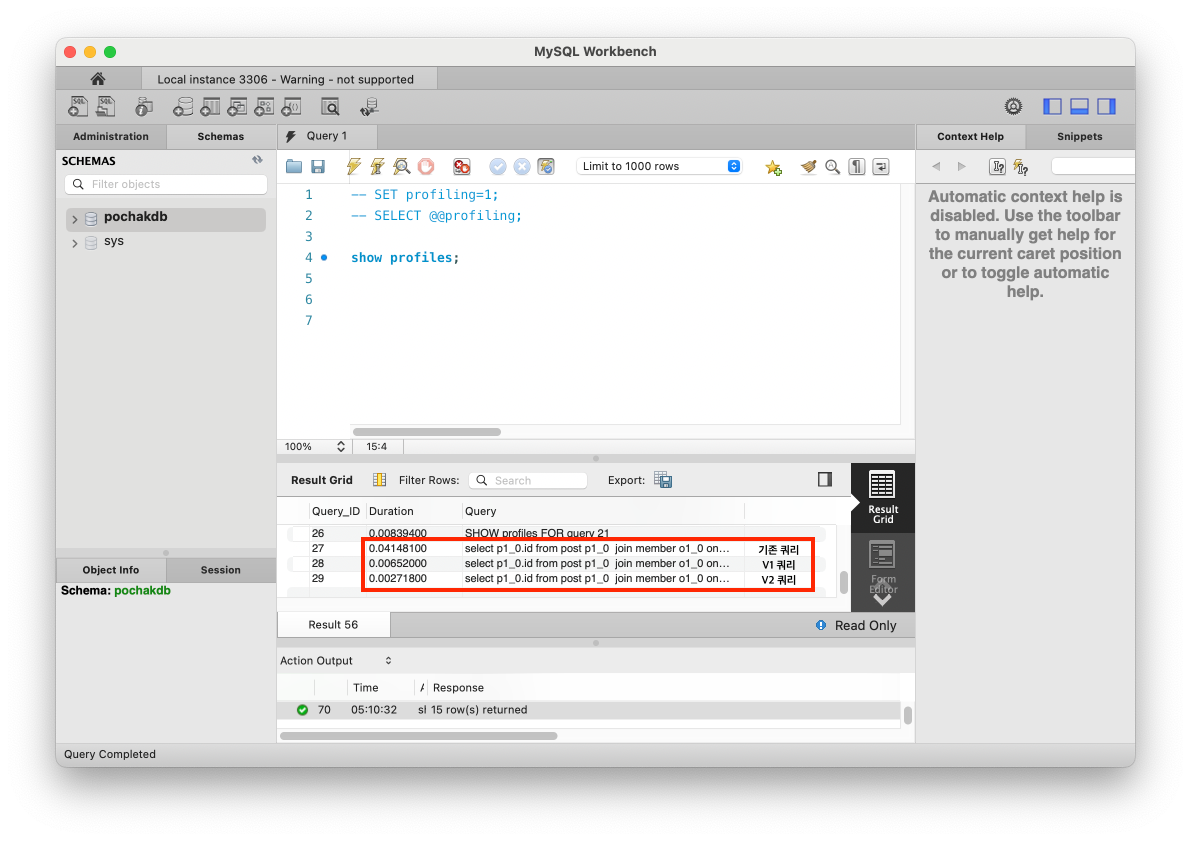 MySQL Workbench
Local instance 3306 - Warning - not supported
Administration
Schemas
Query 1
Context Help
Snippets
SCHEMAS
Filter objects
pochakdb
sys
Limit to 1000 rows
1 -- SET profiling=1;
2 -- SELECT @@profiling;
3
4 show profiles;
5
6
7
Automatic context help is
disabled. Use the toolbar
to manually get help for
the current caret position
or to toggle automatic
help.
100% 15:4
Result Grid Filter Rows: Search Export:
Query_ID Duration Query
26 0.00839400 SHOW profiles FOR query 21
27 0.04148100 select p1_0.id from post p1_0 join member o1_0 on... 기존 쿼리
28 0.00652000 select p1_0.id from post p1_0 join member o1_0 on... V1 쿼리
29 0.00271800 select p1_0.id from post p1_0 join member o1_0 on... V2 쿼리
Result
Grid
Form
Editor
Object Info
Session
Schema: pochakdb
Result 56
Read Only
Action Output
Time A Response
70 05:10:32 sl 15 row(s) returned
Query Completed